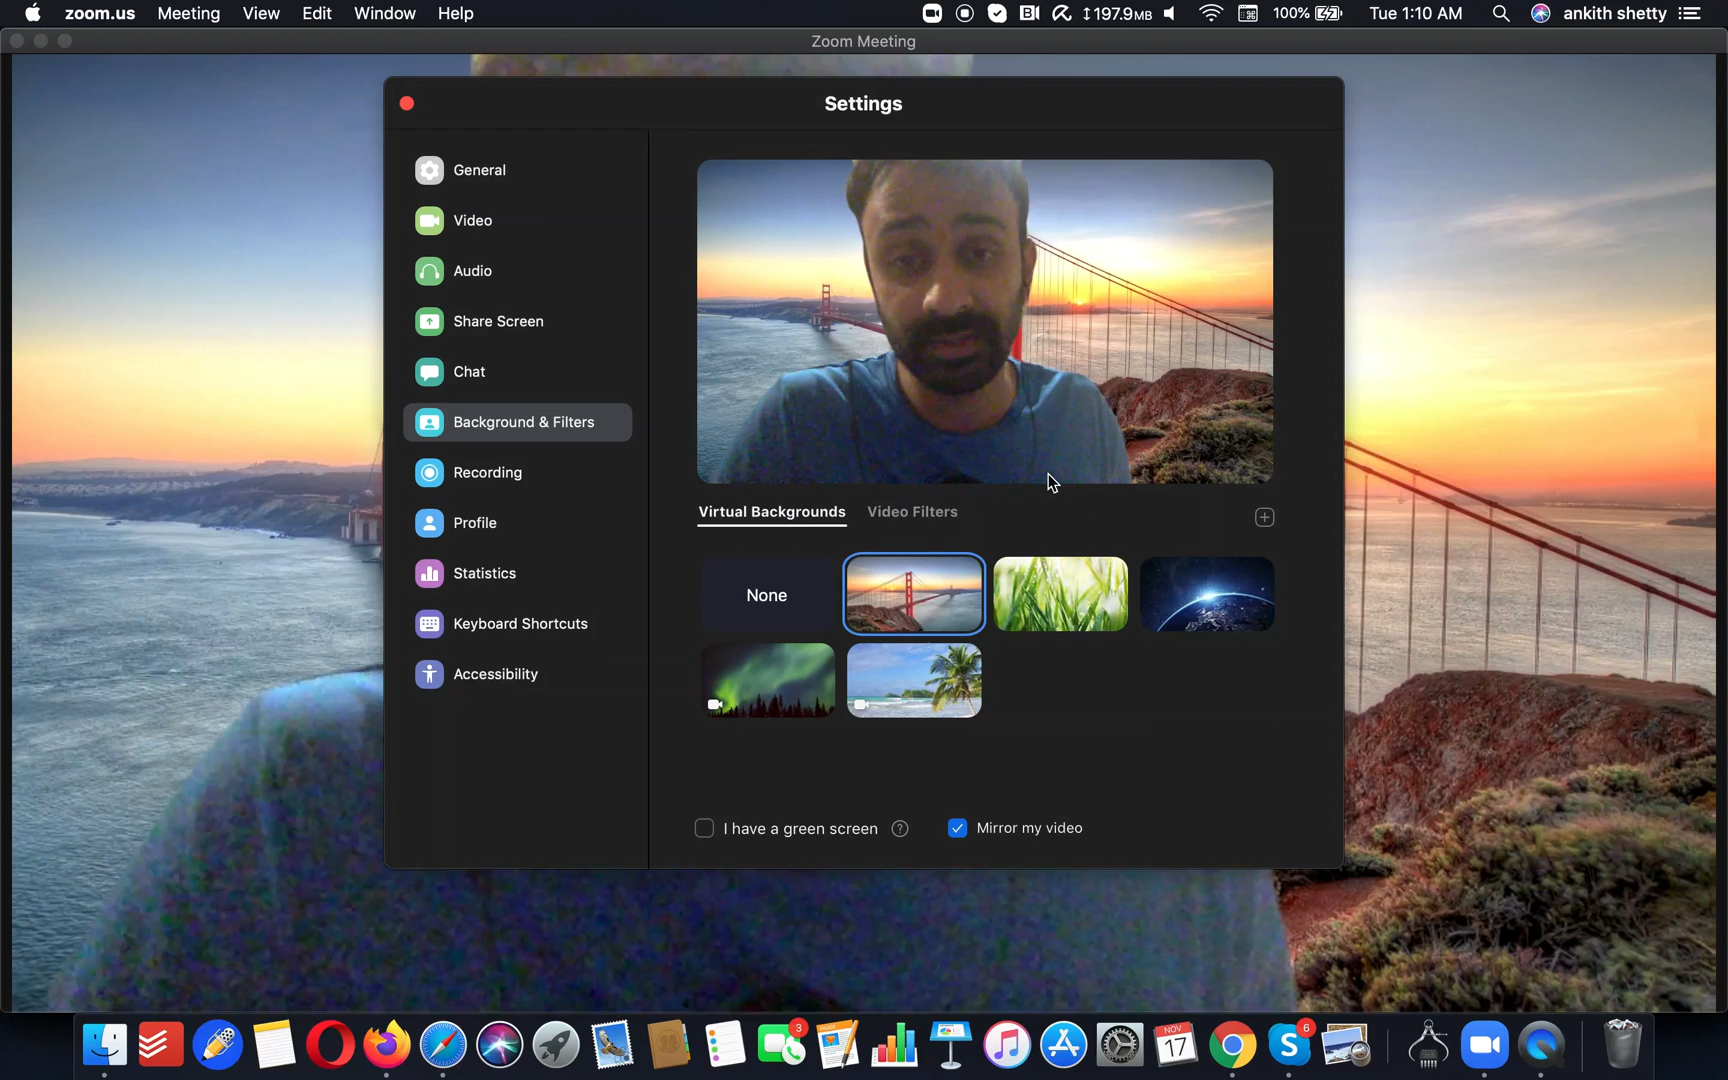 zoom.us Meeting View Edit Window Help 197.9MB 100% Tue 1:10 AM ankith shetty
Zoom Meeting
Settings
General
Video
Audio
Share Screen
Chat
Background & Filters
Recording
Profile
Statistics
Keyboard Shortcuts
Accessibility
Virtual Backgrounds Video Filters
None
I have a green screen ? Mirror my video
3
NOV
17
S
6